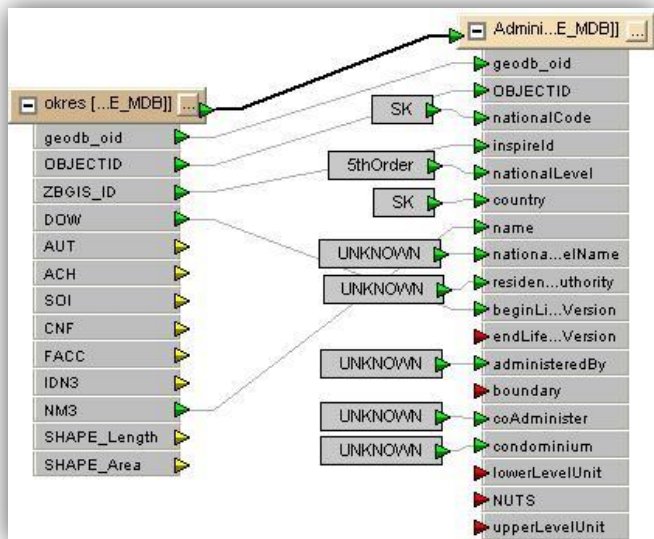 okres [...E_MDB]] ...
geodb_oid
OBJECTID
ZBGIS_ID
DOW
AUT
ACH
SOI
CNF
FACC
IDN3
NM3
SHAPE_Length
SHAPE_Area
SK
5thOrder
SK
UNKNOWN
UNKNOWN
UNKNOWN
UNKNOWN
UNKNOWN
Admini...E_MDB]] ...
geodb_oid
OBJECTID
nationalCode
inspireId
nationalLevel
country
name
nationa...elName
residen...uthority
beginLi...Version
endLife...Version
administeredBy
boundary
coAdminister
condominium
lowerLevelUnit
NUTS
upperLevelUnit